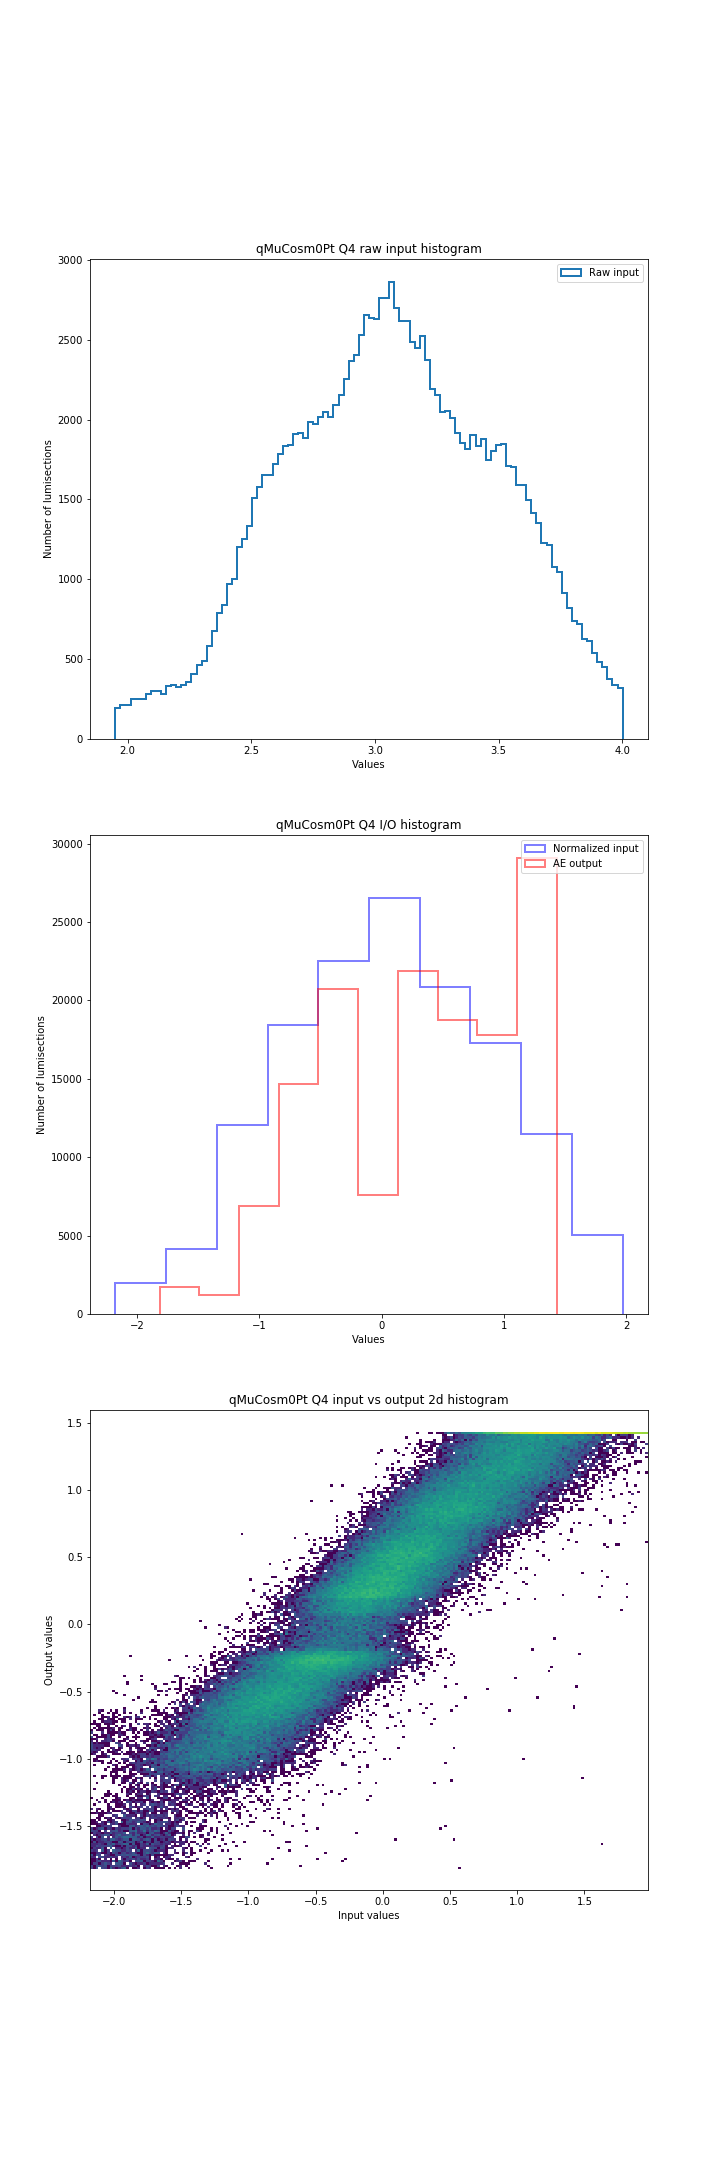 qMuCosm0Pt Q4 raw input histogram
3000
2500
2000
1500
1000
500
0
Number of lumisections
Raw input
2.0 2.5 3.0 3.5 4.0
Values
qMuCosm0Pt Q4 I/O histogram
30000
25000
20000
15000
10000
5000
0
Number of lumisections
Normalized input
AE output
−2 −1 0 1 2
Values
qMuCosm0Pt Q4 input vs output 2d histogram
1.5
1.0
0.5
0.0
−0.5
−1.0
−1.5
Output values
−2.0 −1.5 −1.0 −0.5 0.0 0.5 1.0 1.5
Input values